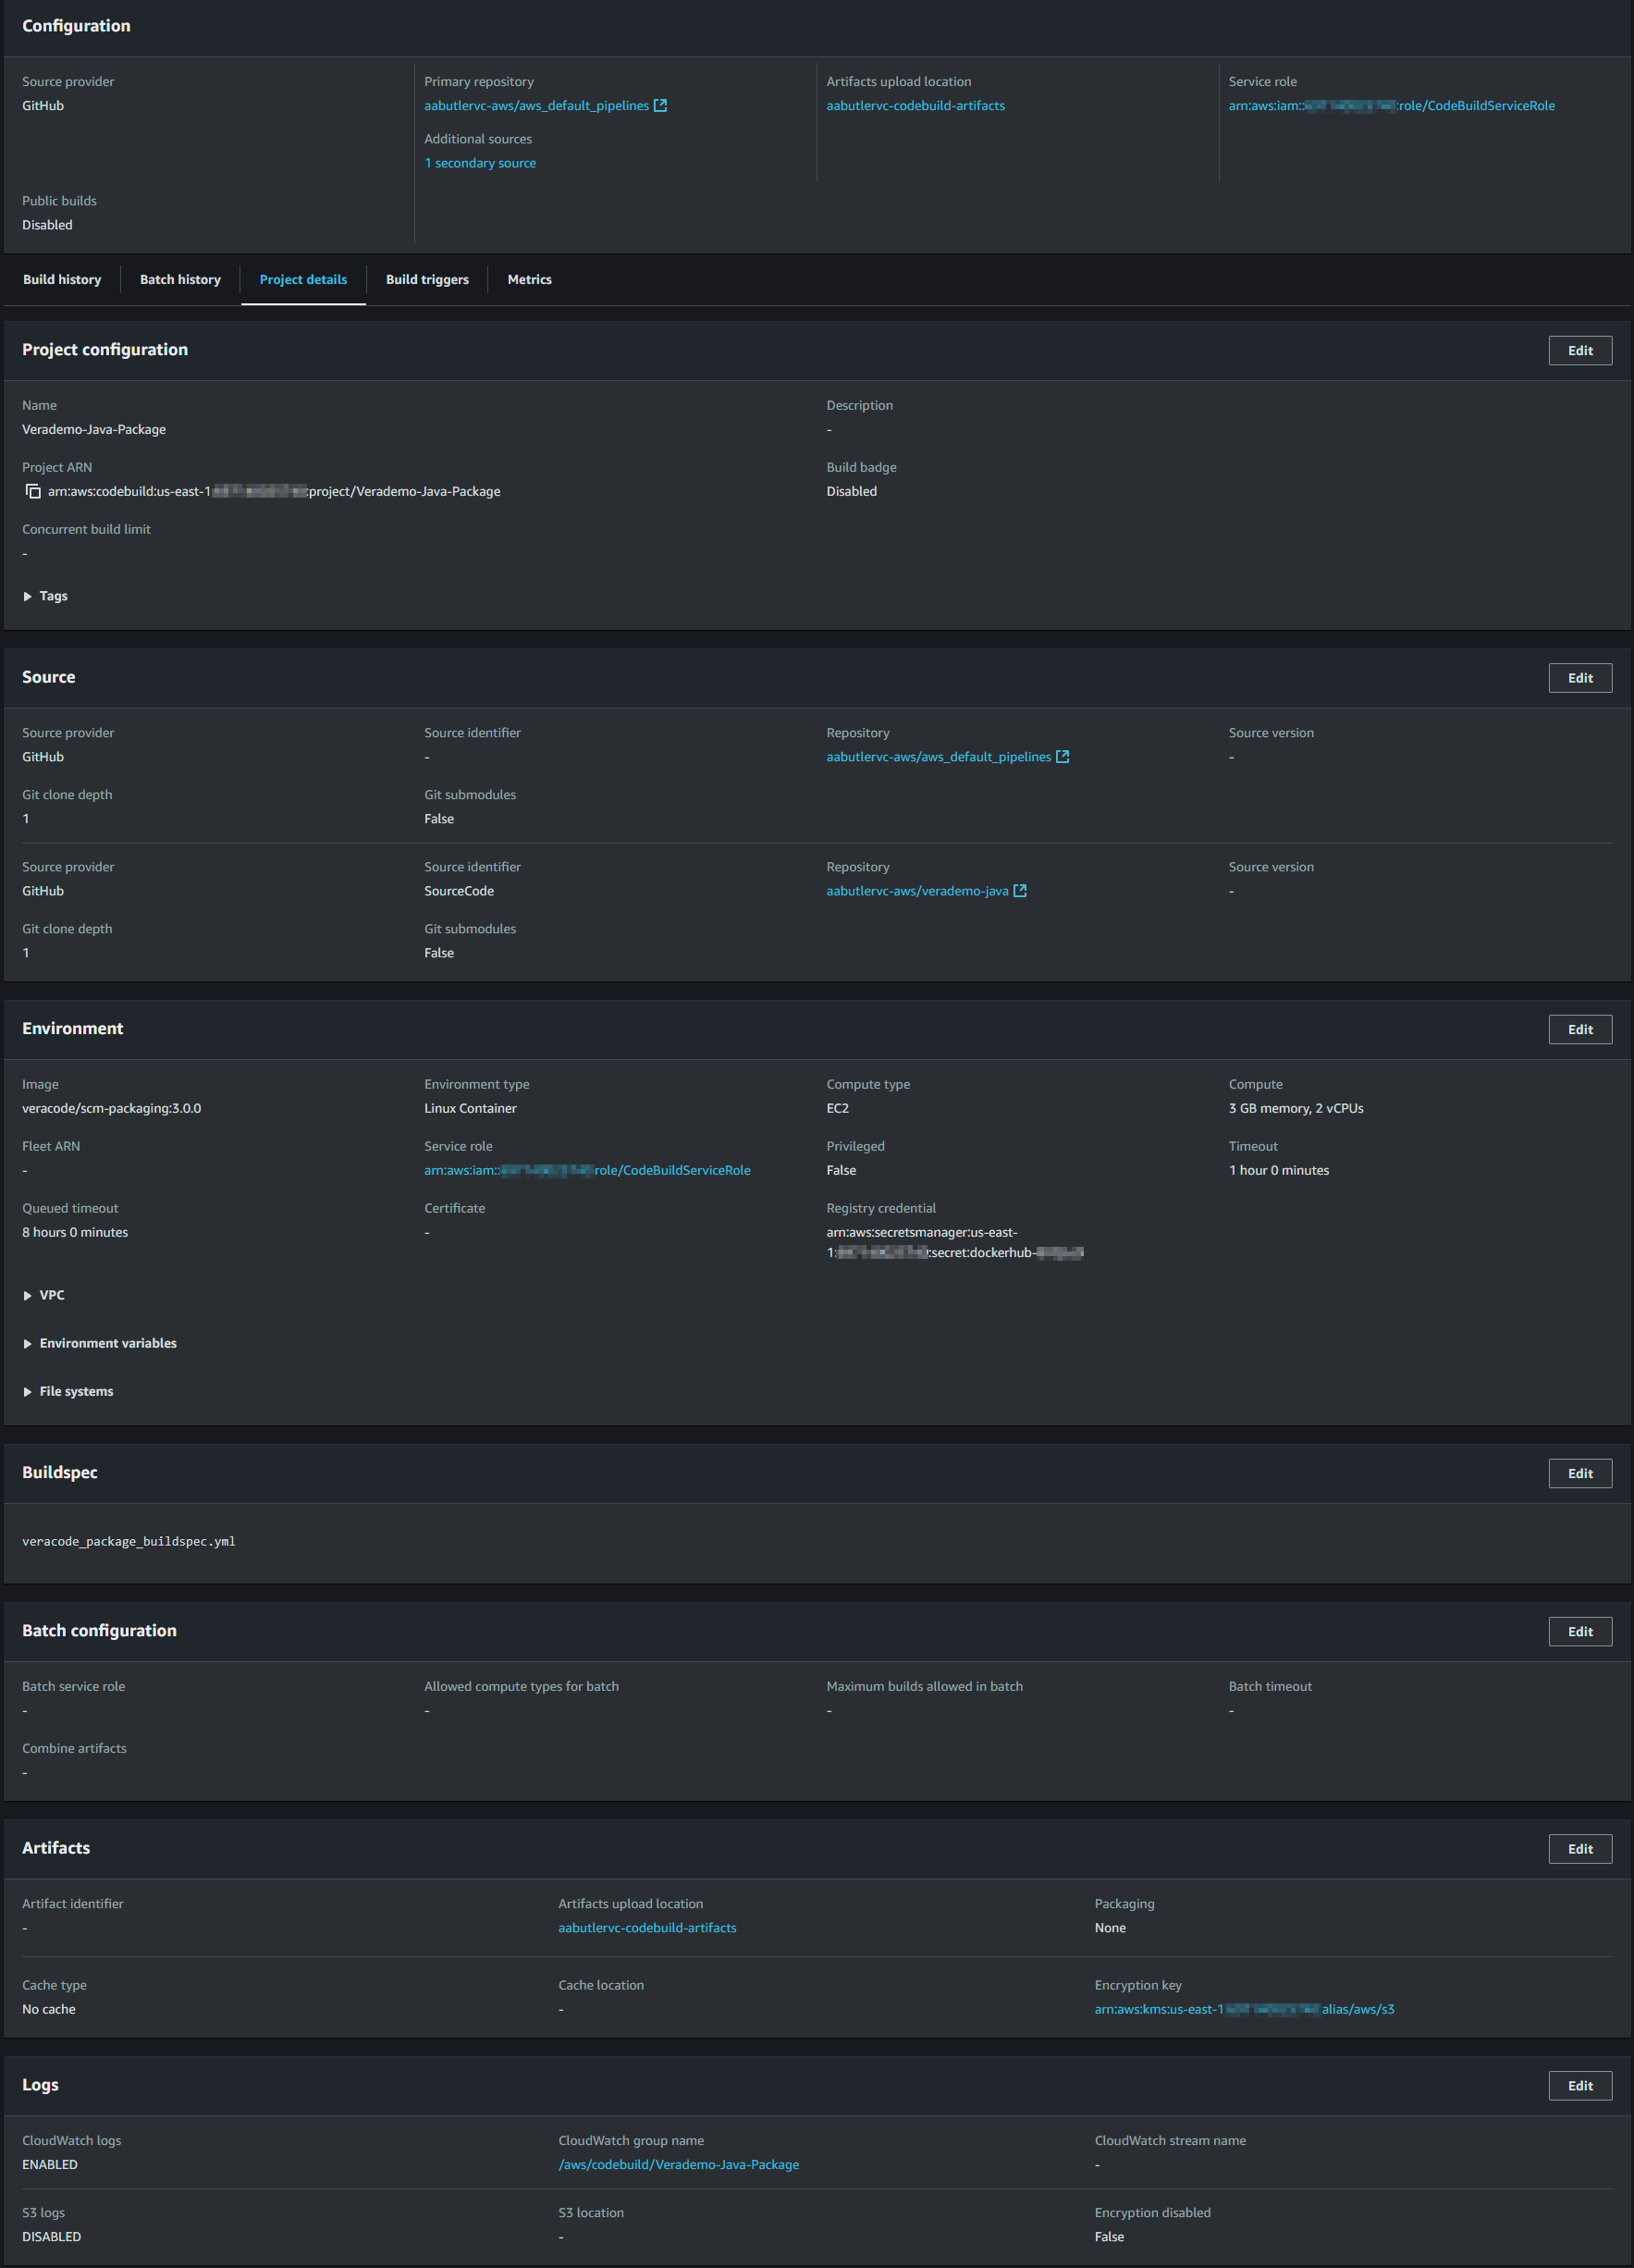 Configuration
Source provider
GitHub
Primary repository
aabutlervc-aws/aws_default_pipelines
Additional sources
1 secondary source
Artifacts upload location
aabutlervc-codebuild-artifacts
Service role
arn:aws:iam:: :role/CodeBuildServiceRole
Public builds
Disabled
Build history
Batch history
Project details
Build triggers
Metrics
Project configuration
Edit
Name
Verademo-Java-Package
Description
-
Project ARN
arn:aws:codebuild:us-east-1 :project/Verademo-Java-Package
Build badge
Disabled
Concurrent build limit
-
Tags
Source
Edit
Source provider
GitHub
Source identifier
-
Repository
aabutlervc-aws/aws_default_pipelines
Source version
-
Git clone depth
1
Git submodules
False
Source provider
GitHub
Source identifier
SourceCode
Repository
aabutlervc-aws/verademo-java
Source version
-
Git clone depth
1
Git submodules
False
Environment
Edit
Image
veracode/scm-packaging:3.0.0
Environment type
Linux Container
Compute type
EC2
Compute
3 GB memory, 2 vCPUs
Fleet ARN
-
Service role
arn:aws:iam:: role/CodeBuildServiceRole
Privileged
False
Timeout
1 hour 0 minutes
Queued timeout
8 hours 0 minutes
Certificate
-
Registry credential
arn:aws:secretsmanager:us-east-
1: :secret:dockerhub-
VPC
Environment variables
File systems
Buildspec
Edit
veracode_package_buildspec.yml
Batch configuration
Edit
Batch service role
-
Allowed compute types for batch
-
Maximum builds allowed in batch
-
Batch timeout
-
Combine artifacts
-
Artifacts
Edit
Artifact identifier
-
Artifacts upload location
aabutlervc-codebuild-artifacts
Packaging
None
Cache type
No cache
Cache location
-
Encryption key
arn:aws:kms:us-east-1 alias/aws/s3
Logs
Edit
CloudWatch logs
ENABLED
CloudWatch group name
/aws/codebuild/Verademo-Java-Package
CloudWatch stream name
-
S3 logs
DISABLED
S3 location
-
Encryption disabled
False